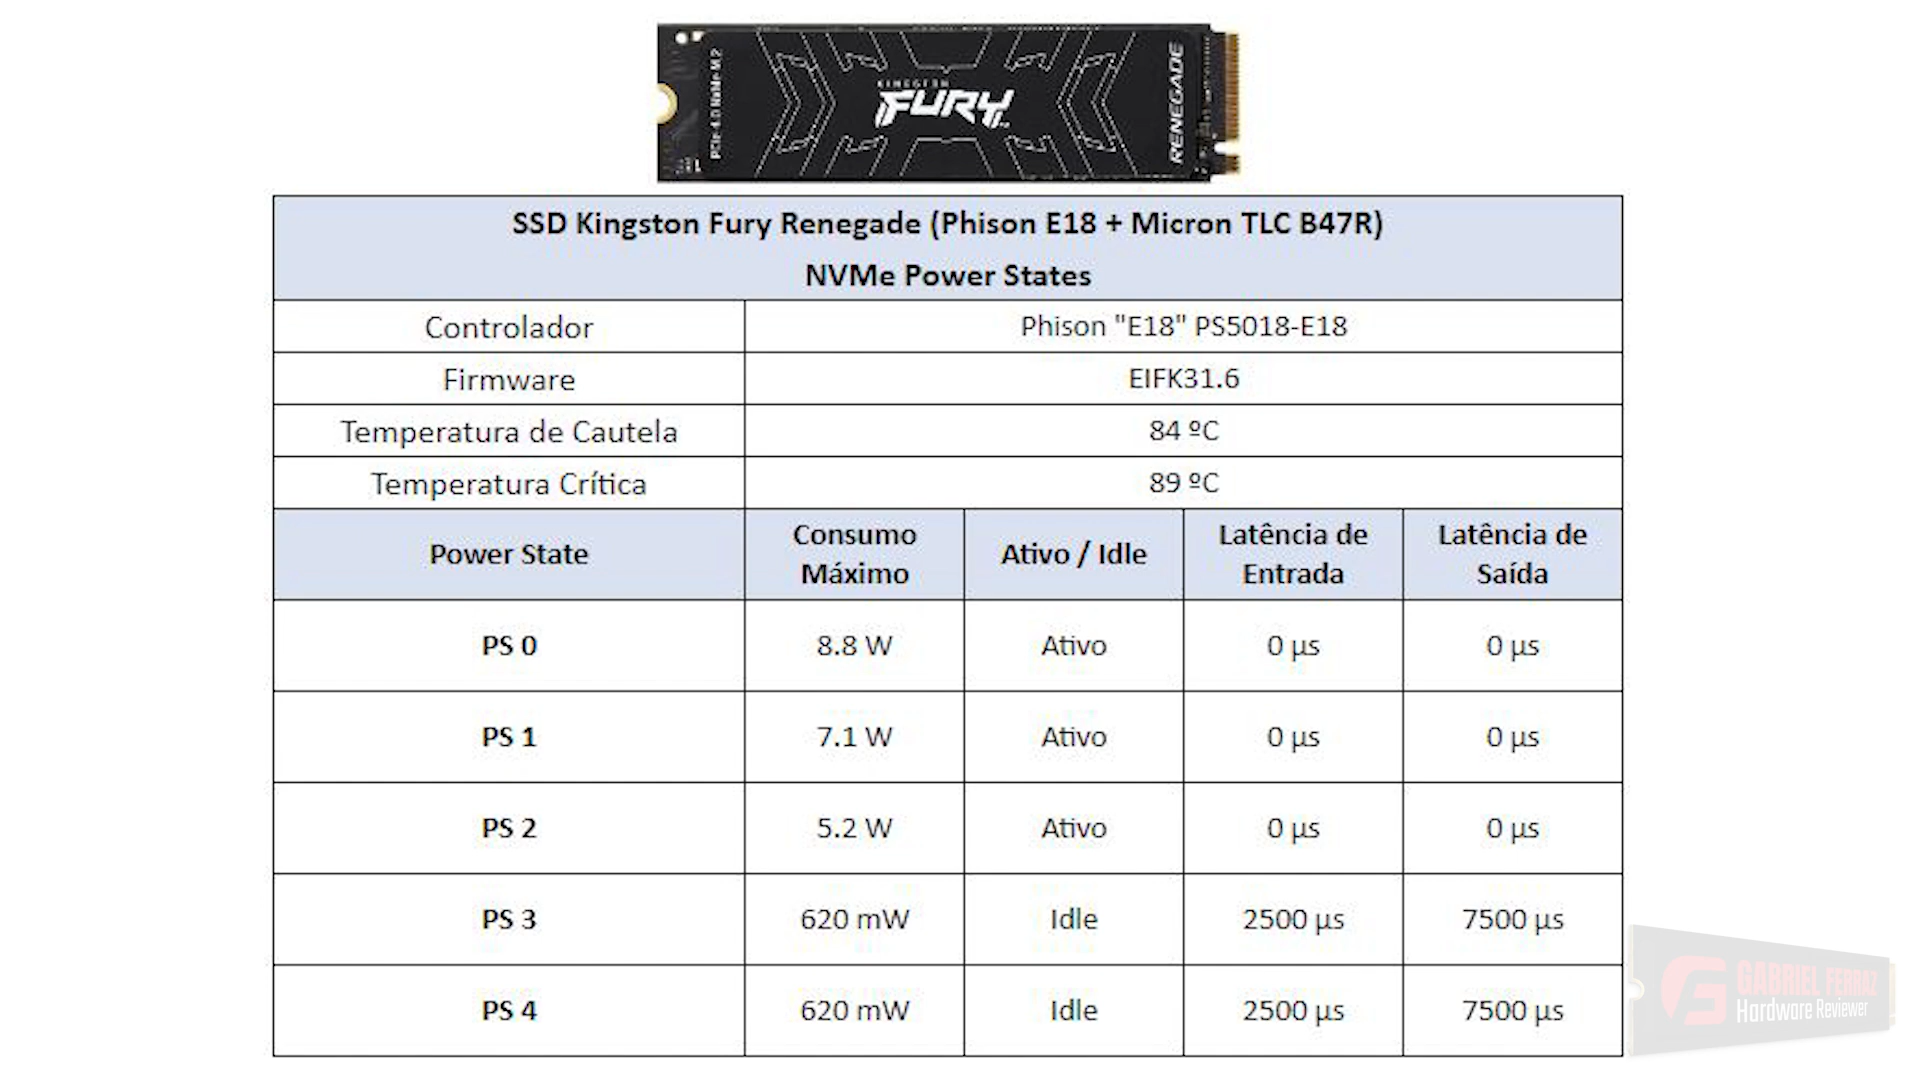 PCIe 4.0 NVMe M.2
KINGSTON
FURY
RENEGADE
SSD Kingston Fury Renegade (Phison E18 + Micron TLC B47R)
NVMe Power States
Controlador Phison "E18" PS5018-E18
Firmware EIFK31.6
Temperatura de Cautela 84 ºC
Temperatura Crítica 89 ºC
Power State Consumo Máximo Ativo / Idle Latência de Entrada Latência de Saída
PS 0 8.8 W Ativo 0 µs 0 µs
PS 1 7.1 W Ativo 0 µs 0 µs
PS 2 5.2 W Ativo 0 µs 0 µs
PS 3 620 mW Idle 2500 µs 7500 µs
PS 4 620 mW Idle 2500 µs 7500 µs
GABRIEL FERRAZ
Hardware Reviewer